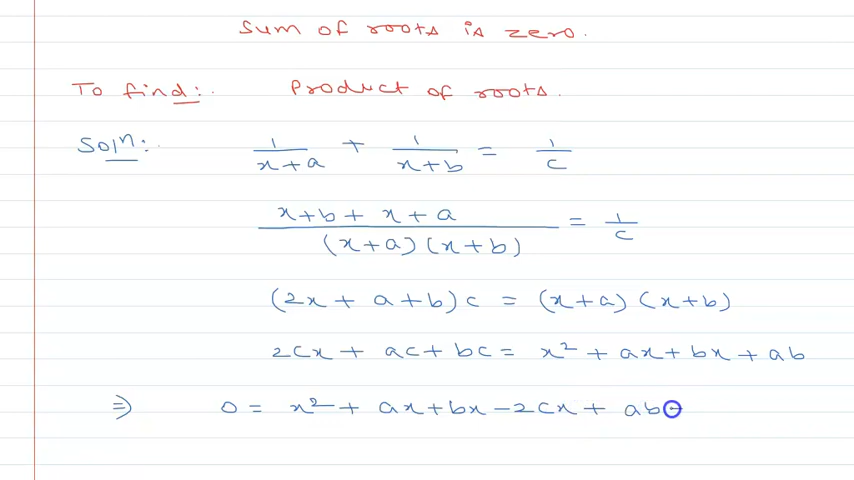 Sum of roots is zero.
To find:. Product of roots.
Solⁿ: 1/(x+a) + 1/(x+b) = 1/c
(x+b + x+a)/((x+a)(x+b)) = 1/c
(2x + a+b)c = (x+a)(x+b)
2cx + ac+bc = x² + ax+bx+ab
⇒ 0 = x² + ax+bx-2cx + ab-